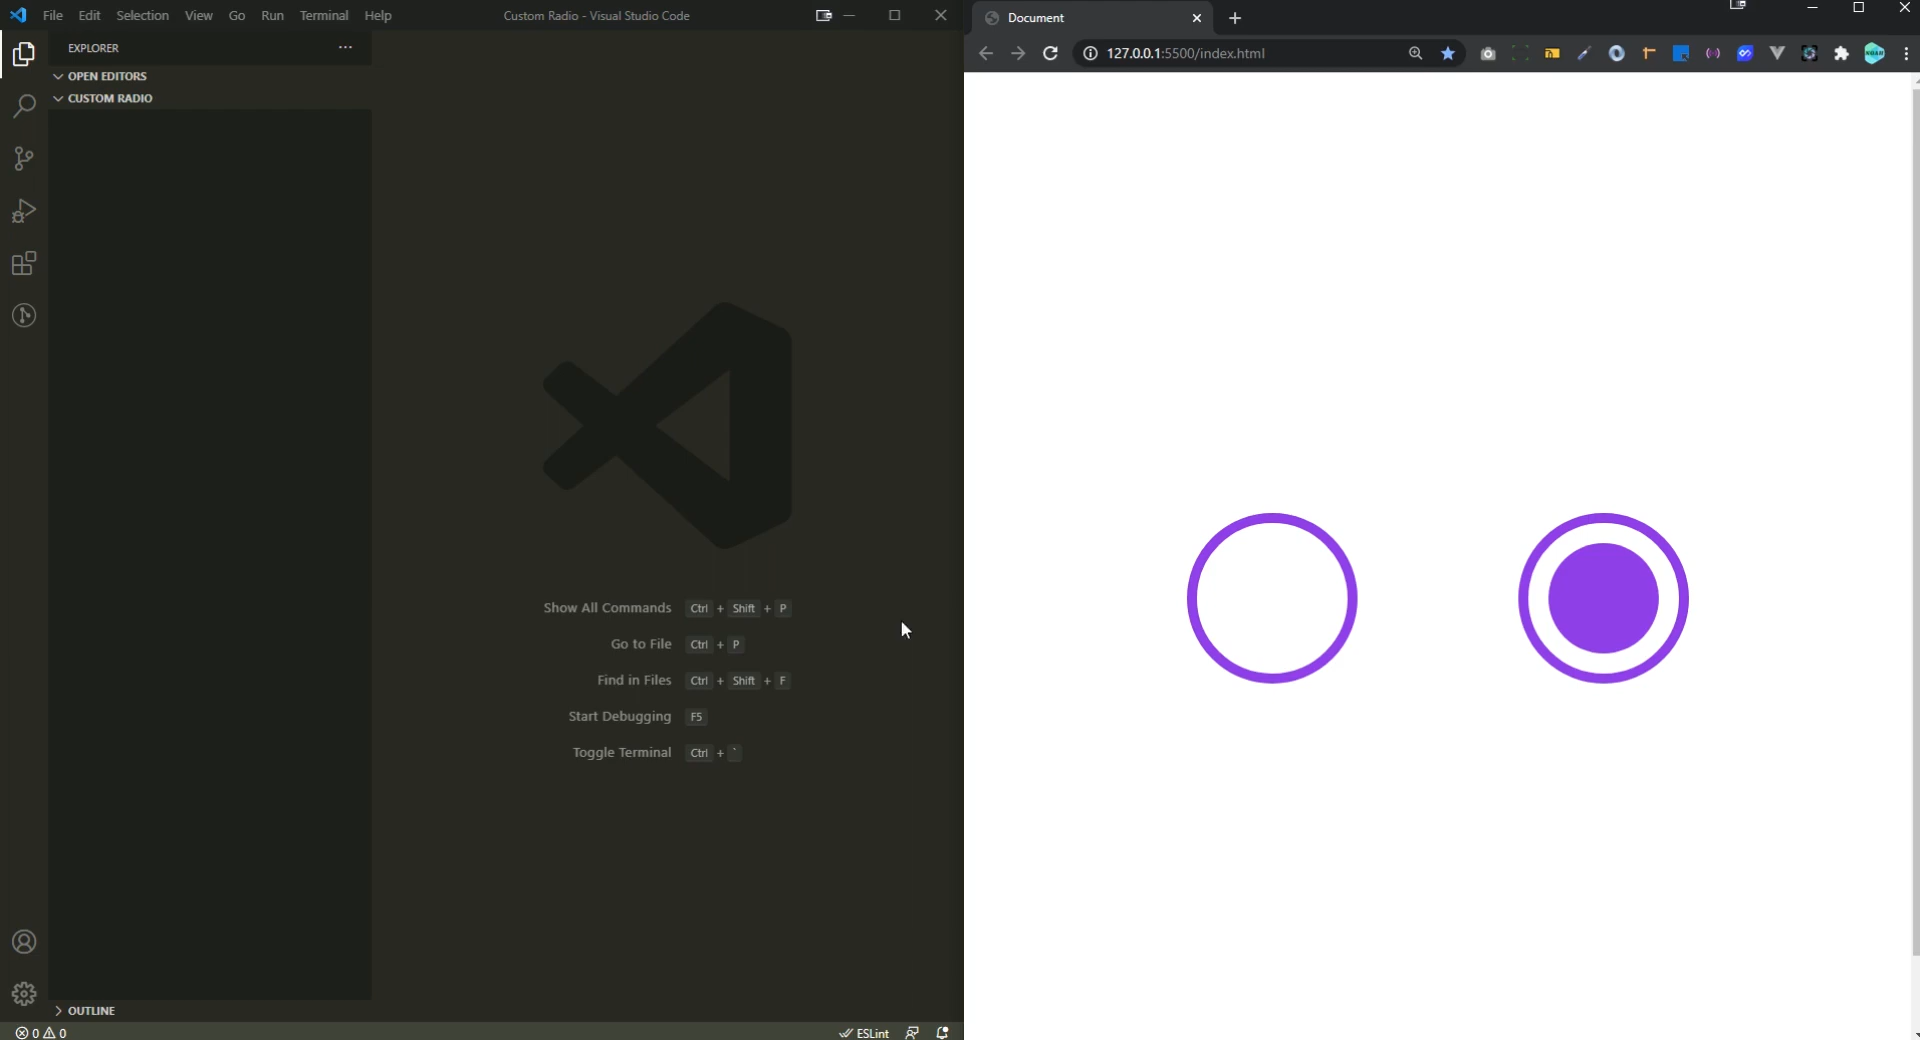 File Edit Selection View Go Run Terminal Help
Custom Radio - Visual Studio Code
EXPLORER
OPEN EDITORS
CUSTOM RADIO
Show All Commands Ctrl + Shift + P
Go to File Ctrl + P
Find in Files Ctrl + Shift + F
Start Debugging F5
Toggle Terminal Ctrl + `
OUTLINE
0 0
ESLint
Document
127.0.0.1:5500/index.html